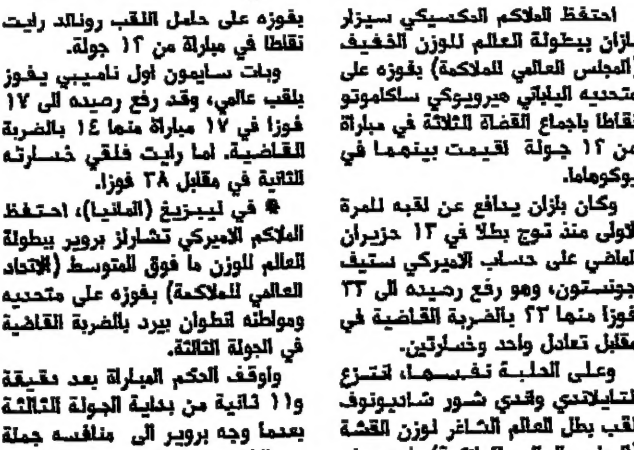 احتفظ الملاكم المكسيكي سيزار
بازان ببطولة العالم للوزن الخفيف
(المجلس العالمي للملاكمة) بفوزه على
متحديه الياباني هيرويوكي ساكاموتو
نقاطا باجماع القضاة الثلاثة في مباراة
من ١٢ جولة اقيمت بينهما في
يوكوهاما.
وكان بازان يدافع عن لقبه للمرة
الاولى منذ توج بطلا في ١٣ حزيران
الماضي على حساب الاميركي ستيف
جونستون، وهو رفع رصيده الى ٣٣
فوزا منها ٢٢ بالضربة القاضية في
مقابل تعادل واحد وخسارتين.
وعلى الحلبة نفسها، انتزع
التايلاندي واندي شور شاديونوف
لقب بطل العالم الشاغر لوزن القشة
بفوزه على حامل اللقب رونالد رايت
نقاطا في مباراة من ١٢ جولة.
وبات سايمون اول ناميبي يفوز
بلقب عالمي، وقد رفع رصيده الى ١٧
فوزا في ١٧ مباراة منها ١٤ بالضربة
القاضية. اما رايت فلقي خسارته
الثانية في مقابل ٣٨ فوزا.
● في ليبزيغ (المانيا)، احتفظ
الملاكم الاميركي تشارلز بروير ببطولة
العالم للوزن ما فوق المتوسط (الاتحاد
العالمي للملاكمة) بفوزه على متحديه
ومواطنه انطوان بيرد بالضربة القاضية
في الجولة الثالثة.
واوقف الحكم المباراة بعد دقيقة
و١١ ثانية من بداية الجولة الثالثة
بعدما وجه بروير الى منافسه جملة